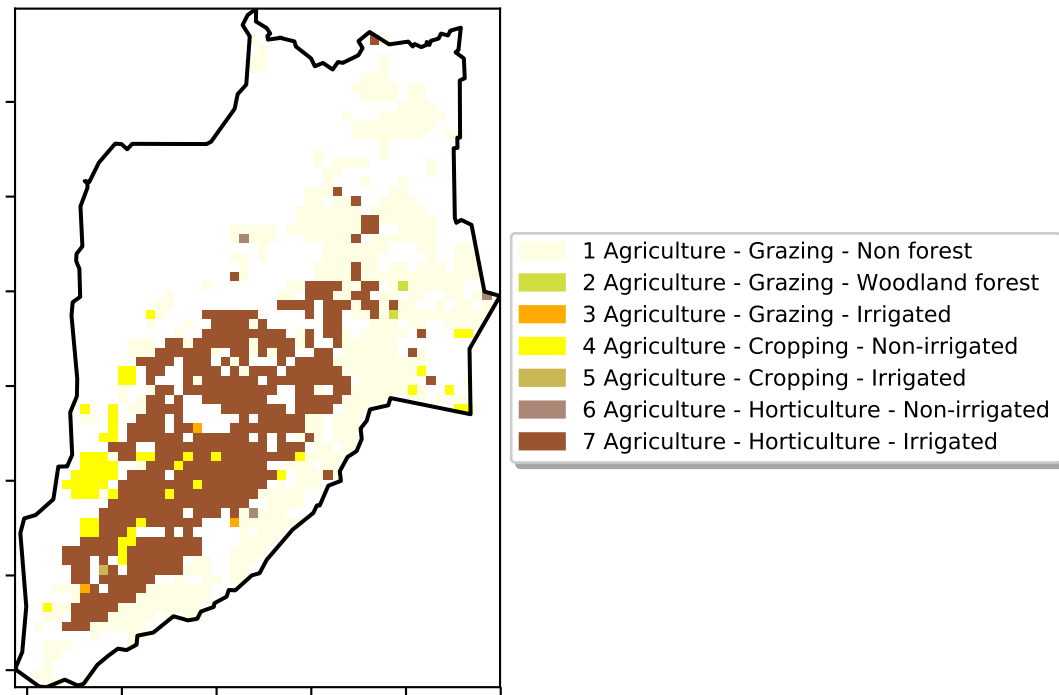 1 Agriculture - Grazing - Non forest
2 Agriculture - Grazing - Woodland forest
3 Agriculture - Grazing - Irrigated
4 Agriculture - Cropping - Non-irrigated
5 Agriculture - Cropping - Irrigated
6 Agriculture - Horticulture - Non-irrigated
7 Agriculture - Horticulture - Irrigated